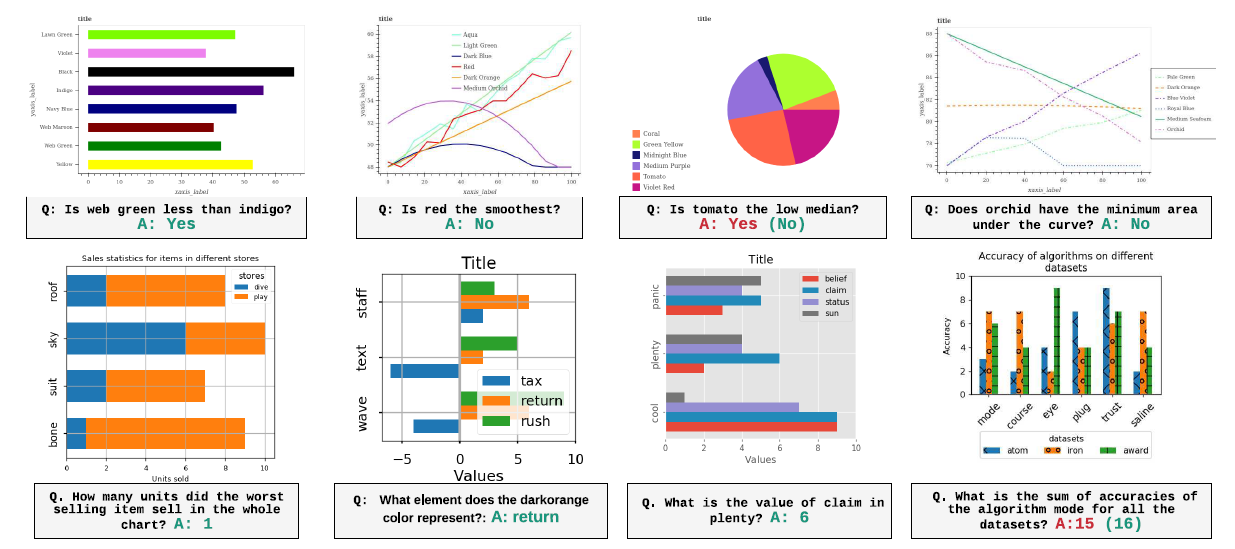 title
Lawn Green
Violet
Black
Indigo
Navy Blue
Web Maroon
Web Green
Yellow
yaxis_label
0 10 20 30 40 50 60
xaxis_label
Q: Is web green less than indigo?
A: Yes
title
Aqua
Light Green
Dark Blue
Red
Dark Orange
Medium Orchid
60
58
56
54
52
50
48
yaxis_label
0 20 40 60 80 100
xaxis_label
Q: Is red the smoothest?
A: No
title
Coral
Green Yellow
Midnight Blue
Medium Purple
Tomato
Violet Red
Q: Is tomato the low median?
A: Yes (No)
title
88
86
84
82
80
78
76
yaxis_label
0 20 40 60 80 100
xaxis_label
Pale Green
Dark Orange
Blue Violet
Royal Blue
Medium Seafoam
Orchid
Q: Does orchid have the minimum area
under the curve? A: No
Sales statistics for items in different stores
stores
dive
play
roof
sky
suit
bone
0 2 4 6 8 10
Units sold
Q. How many units did the worst
selling item sell in the whole
chart? A: 1
Title
staff
text
wave
tax
return
rush
−5 0 5 10
Values
Q: What element does the darkorange
color represent?: A: return
Title
belief
claim
status
sun
panic
plenty
cool
0 2 4 6 8 10
Values
Q. What is the value of claim in
plenty? A: 6
Accuracy of algorithms on different
datasets
10
8
6
4
2
0
Accuracy
mode course eye plug trust saline
datasets
atom iron award
Q. What is the sum of accuracies of
the algorithm mode for all the
datasets? A:15 (16)